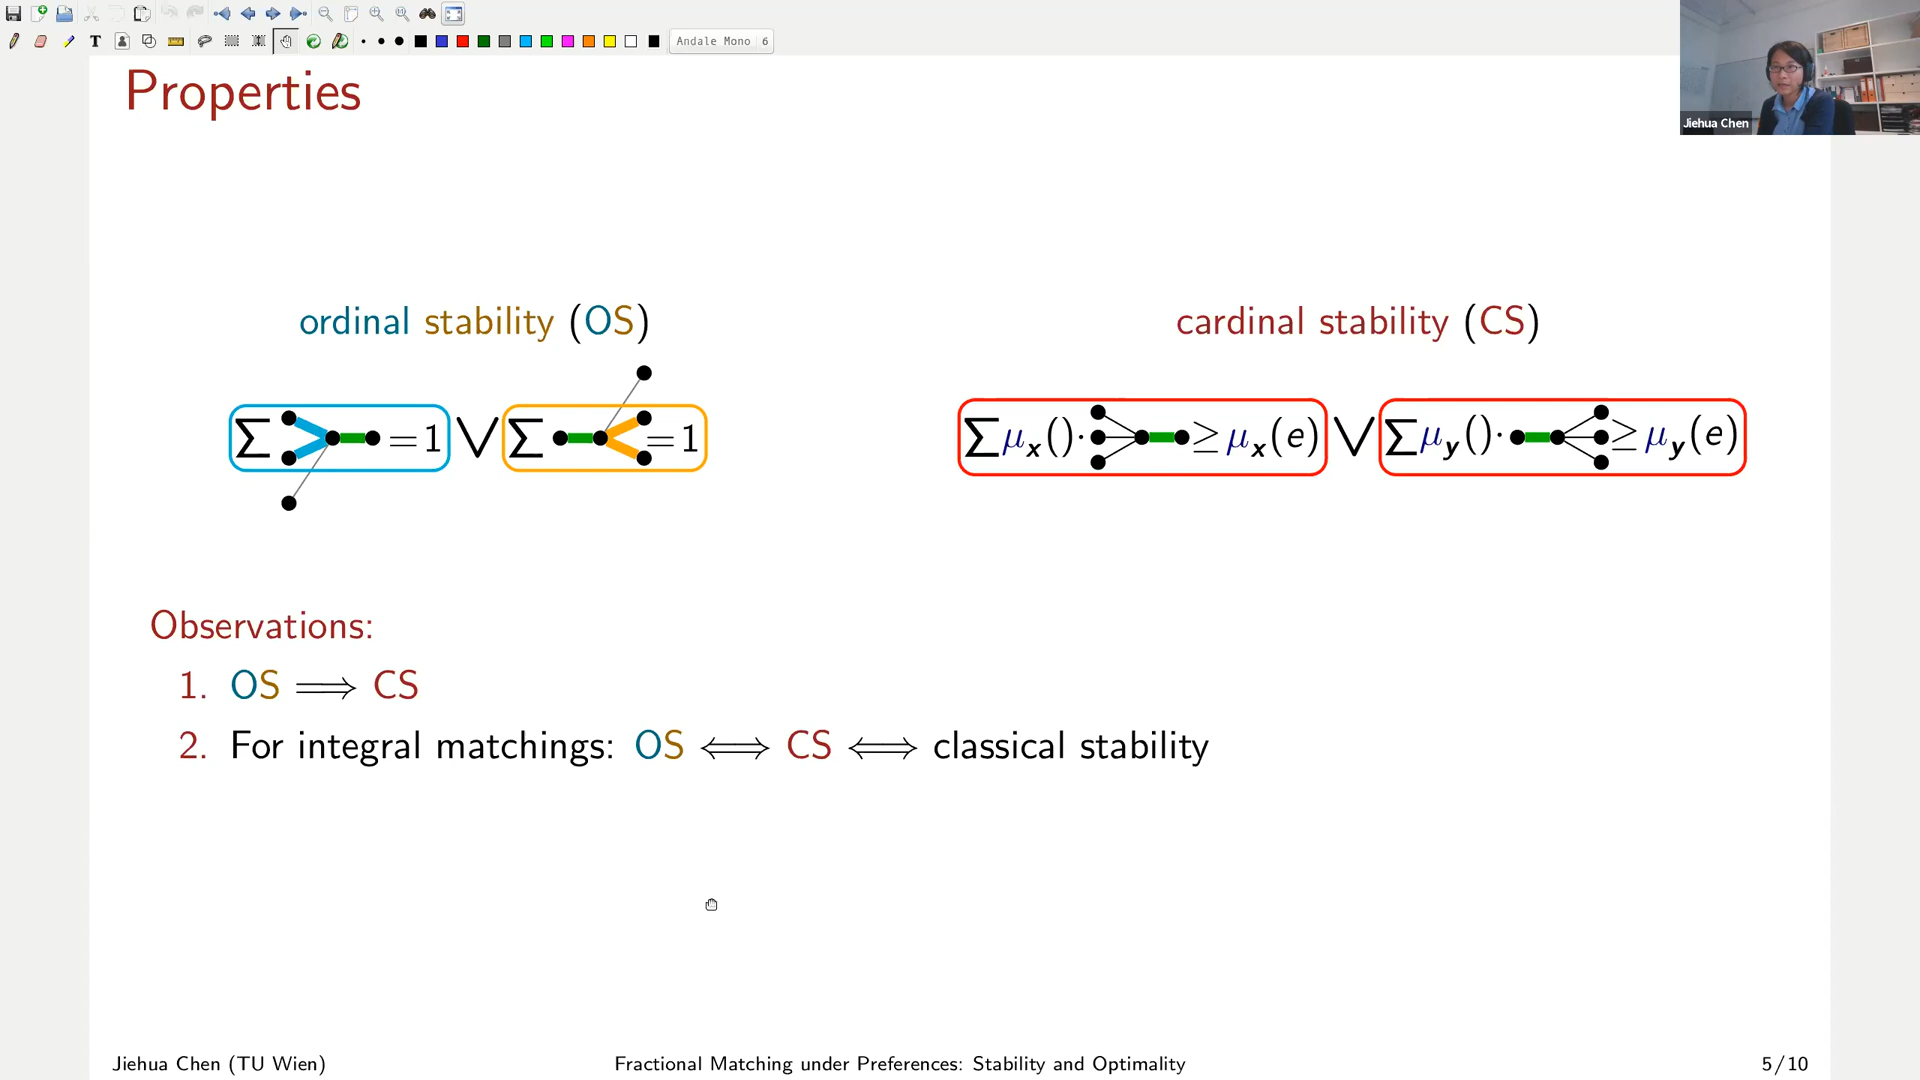 T
Andale Mono 6
Jiehua Chen
Properties
ordinal stability (OS)
cardinal stability (CS)
∑ = 1 ⋁ ∑ = 1
∑μx()· ≥ μx(e) ⋁ ∑μy()· ≥ μy(e)
Observations:
1. OS ⟹ CS
2. For integral matchings: OS ⟺ CS ⟺ classical stability
Jiehua Chen (TU Wien)
Fractional Matching under Preferences: Stability and Optimality
5/10